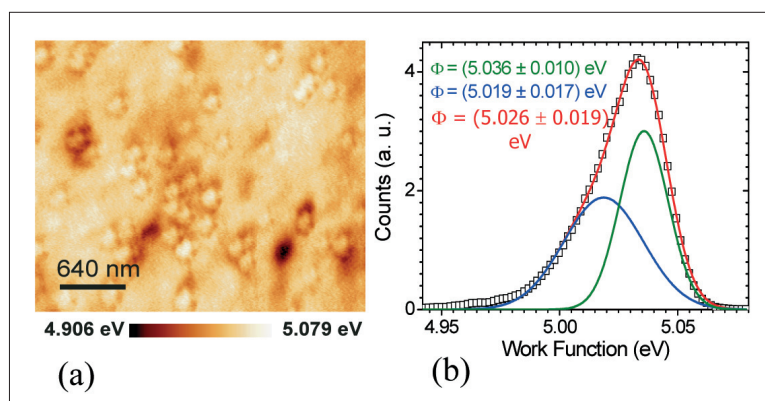 640 nm
4.906 eV 5.079 eV
(a)
Φ = (5.036 ± 0.010) eV
Φ = (5.019 ± 0.017) eV
Φ = (5.026 ± 0.019)
eV
Counts (a. u.)
4
2
0
4.95 5.00 5.05
Work Function (eV)
(b)